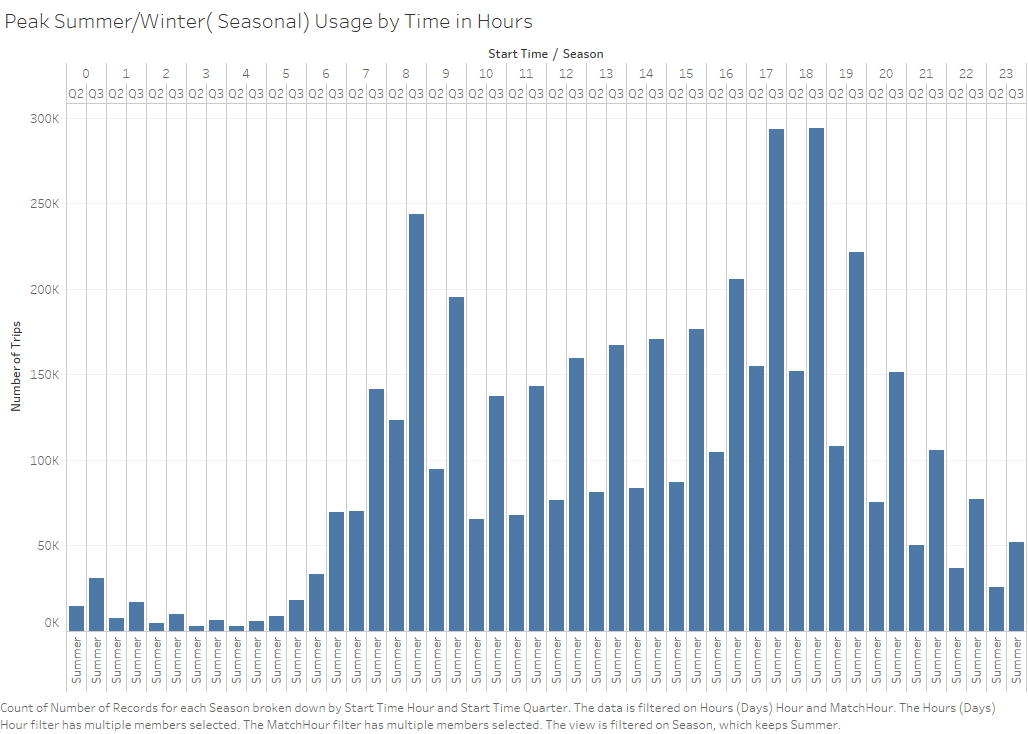 Peak Summer/Winter( Seasonal) Usage by Time in Hours
Start Time / Season
0 1 2 3 4 5 6 7 8 9 10 11 12 13 14 15 16 17 18 19 20 21 22 23
Q2 Q3 Q2 Q3 Q2 Q3 Q2 Q3 Q2 Q3 Q2 Q3 Q2 Q3 Q2 Q3 Q2 Q3 Q2 Q3 Q2 Q3 Q2 Q3 Q2 Q3 Q2 Q3 Q2 Q3 Q2 Q3 Q2 Q3 Q2 Q3 Q2 Q3 Q2 Q3 Q2 Q3 Q2 Q3 Q2 Q3 Q2 Q3
300K
250K
200K
150K
100K
50K
0K
Number of Trips
Summer Summer Summer Summer Summer Summer Summer Summer Summer Summer Summer Summer Summer Summer Summer Summer Summer Summer Summer Summer Summer Summer Summer Summer Summer Summer Summer Summer Summer Summer Summer Summer Summer Summer Summer Summer Summer Summer Summer Summer Summer Summer Summer Summer Summer Summer Summer Summer
Count of Number of Records for each Season broken down by Start Time Hour and Start Time Quarter. The data is filtered on Hours (Days) Hour and MatchHour. The Hours (Days)
Hour filter has multiple members selected. The MatchHour filter has multiple members selected. The view is filtered on Season, which keeps Summer.